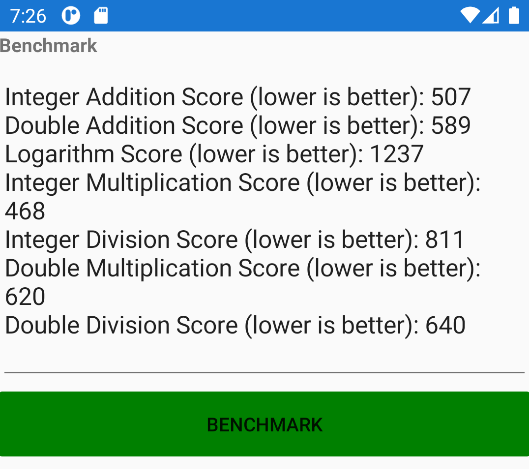 7:26
Benchmark
Integer Addition Score (lower is better): 507
Double Addition Score (lower is better): 589
Logarithm Score (lower is better): 1237
Integer Multiplication Score (lower is better):
468
Integer Division Score (lower is better): 811
Double Multiplication Score (lower is better):
620
Double Division Score (lower is better): 640
BENCHMARK